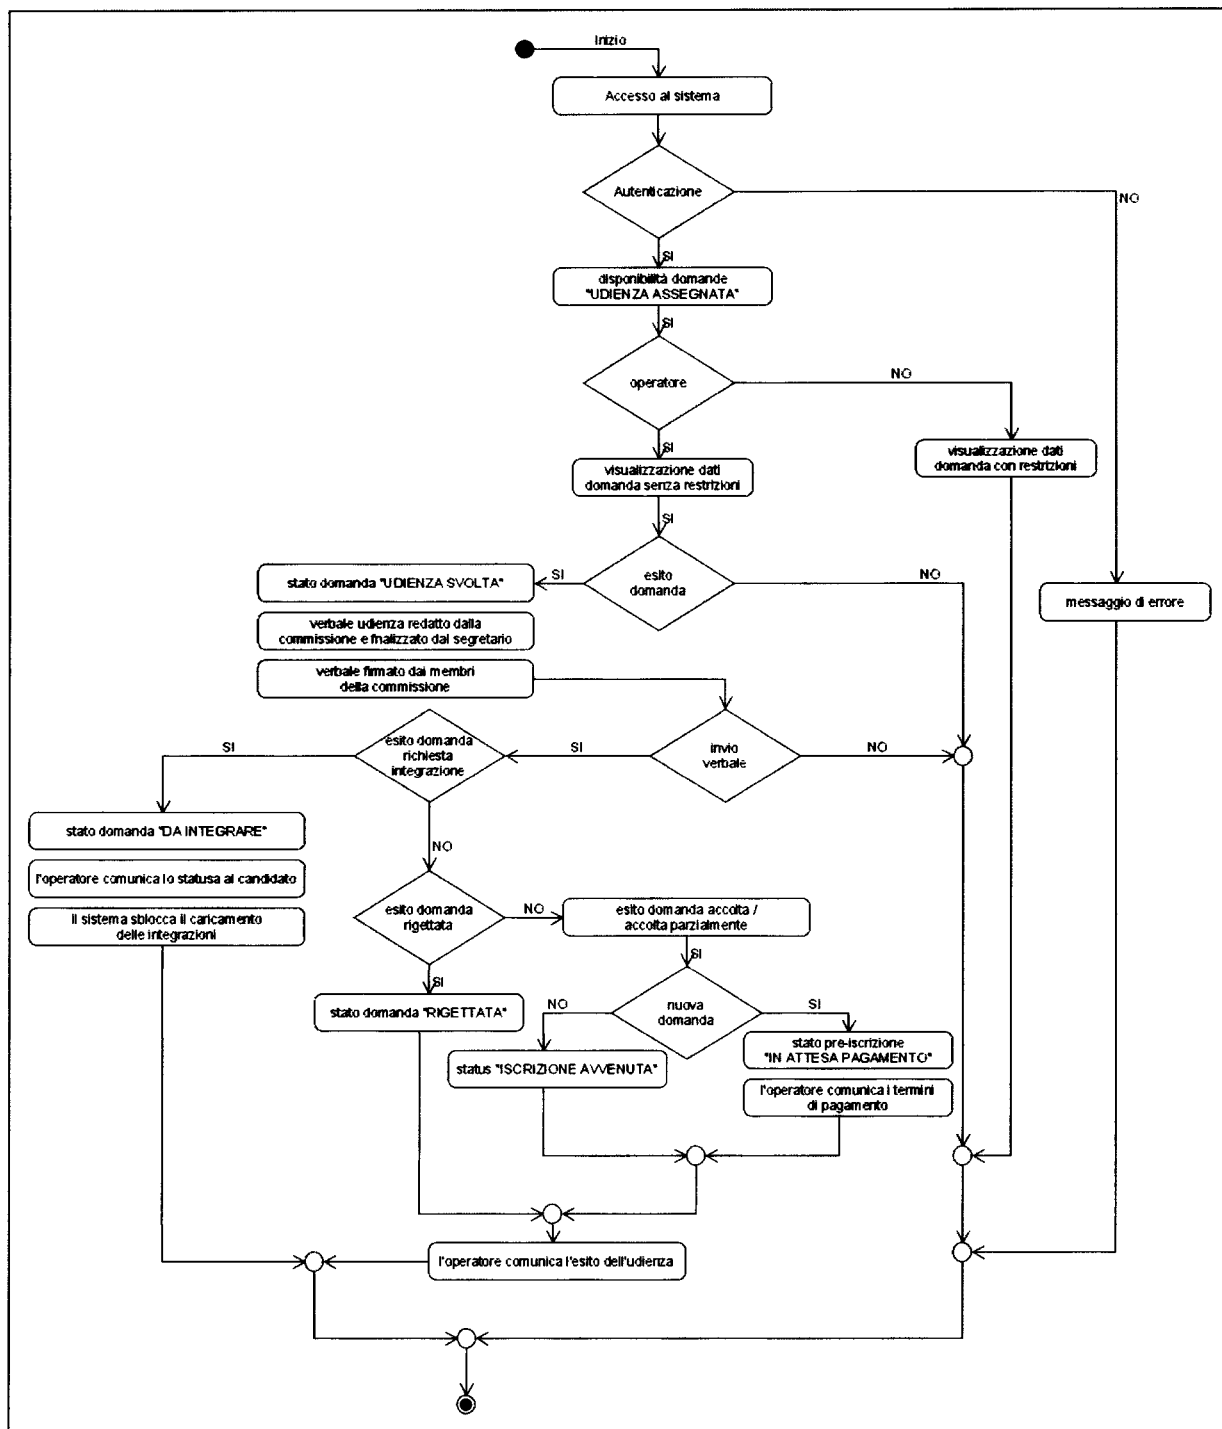 Inizio
Accesso al sistema
Autenticazione
NO
SI
disponibilità domande
"UDIENZA ASSEGNATA"
SI
operatore
NO
SI
visualizzazione dati
domanda con restrizioni
visualizzazione dati
domanda senza restrizioni
SI
esito
domanda
SI
NO
stato domanda "UDIENZA SVOLTA"
messaggio di errore
verbale udienza redatto dalla
commissione e fnalizzato dal segretario
verbale firmato dai membri
della commissione
invio
verbale
SI
NO
esito domanda
richiesta
integrazione
SI
NO
stato domanda "DA INTEGRARE"
l'operatore comunica lo statusa al candidato
Il sistema sblocca il caricamento
delle integrazioni
esito domanda
rigettata
NO
esito domanda accolta /
accolta parzialmente
SI
SI
stato domanda "RIGETTATA"
nuova
domanda
NO
SI
stato pre-iscrizione
"IN ATTESA PAGAMENTO"
status "ISCRIZIONE AVVENUTA"
l'operatore comunica i termini
di pagamento
l'operatore comunica l'esito dell'udienza